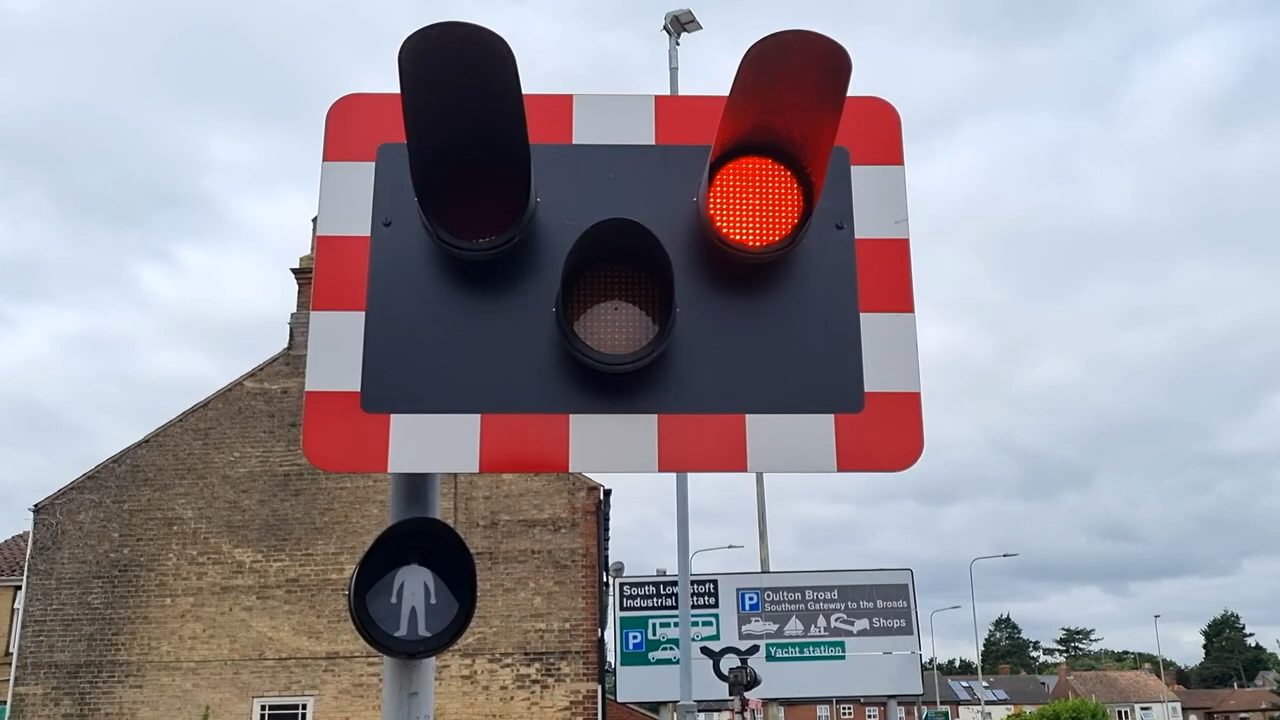 South Lowestoft
Industrial Estate
P
P
Oulton Broad
Southern Gateway to the Broads
Shops
Yacht station